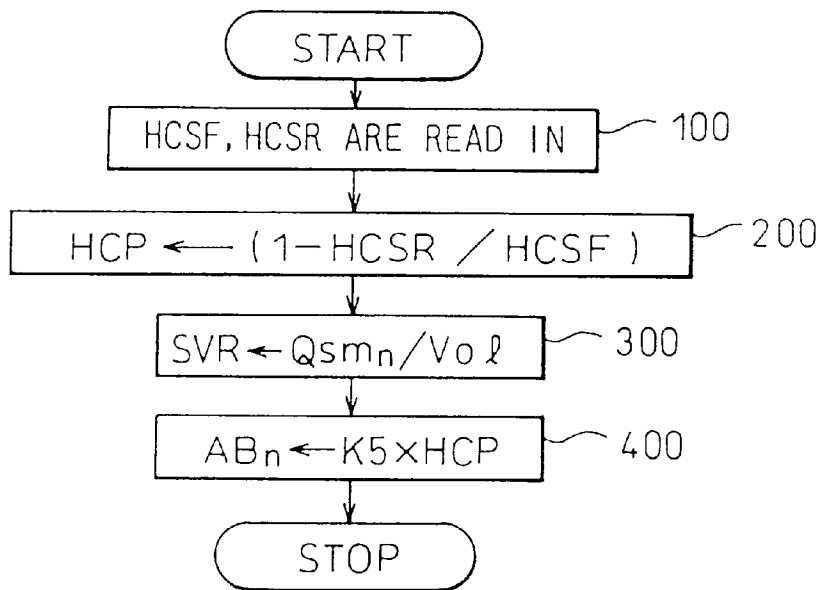 START
HCSF, HCSR ARE READ IN
100
HCP ← (1-HCSR / HCSF)
200
SVR ← Qsmn/Vol
300
ABn ← K5×HCP
400
STOP